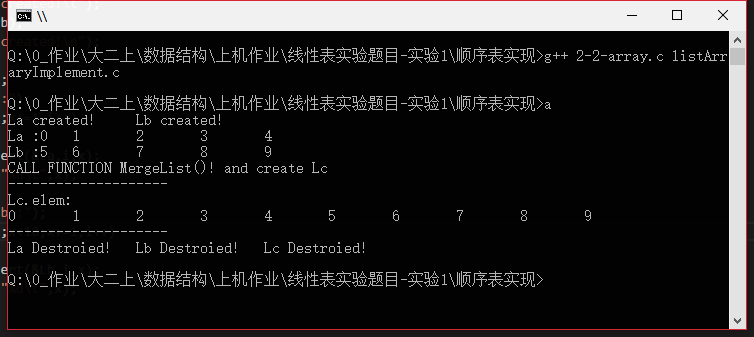 \\
Q:\0_作业\大二上\数据结构\上机作业\线性表实验题目-实验1\顺序表实现>g++ 2-2-array.c listArr
rayImplement.c
Q:\0_作业\大二上\数据结构\上机作业\线性表实验题目-实验1\顺序表实现>a
La created!     Lb created!
La :0   1       2       3       4
Lb :5   6       7       8       9
CALL FUNCTION MergeList()! and create Lc
--------------------
Lc.elem:
0       1       2       3       4       5       6       7       8       9
--------------------
La Destroied!   Lb Destroied!   Lc Destroied!
Q:\0_作业\大二上\数据结构\上机作业\线性表实验题目-实验1\顺序表实现>